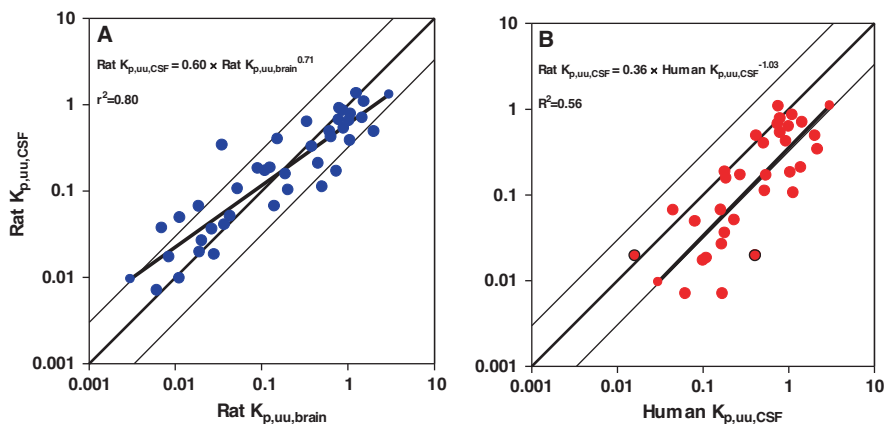 A
Rat Kp,uu,CSF = 0.60 × Rat Kp,uu,brain^0.71
r²=0.80
10
1
0.1
0.01
0.001
0.001 0.01 0.1 1 10
Rat Kp,uu,CSF
Rat Kp,uu,brain
B
Rat Kp,uu,CSF = 0.36 × Human Kp,uu,CSF^-1.03
R²=0.56
10
1
0.1
0.01
0.001
0.001 0.01 0.1 1 10
Human Kp,uu,CSF